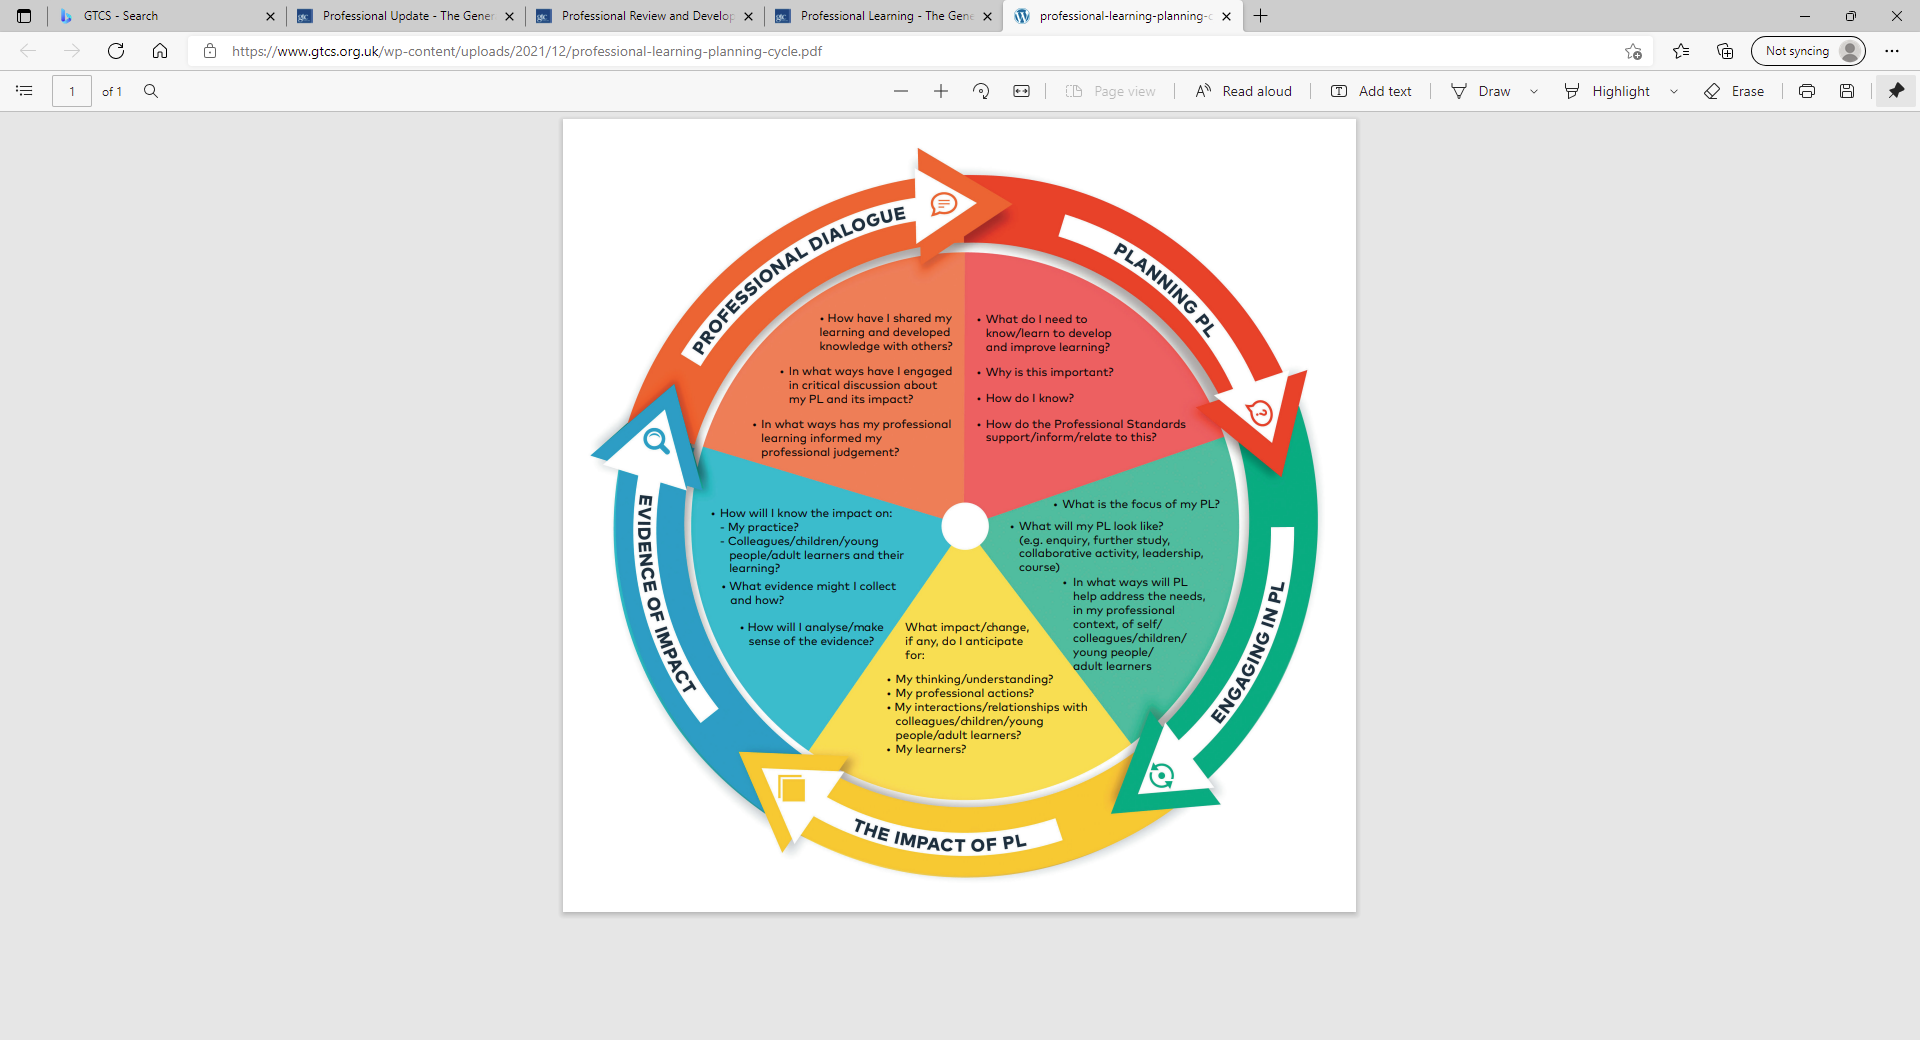 GTCS - Search
Professional Update - The Gener
Professional Review and Develop
Professional Learning - The Gene
professional-learning-planning-c
https://www.gtcs.org.uk/wp-content/uploads/2021/12/professional-learning-planning-cycle.pdf
Not syncing
1 of 1
Page view
Read aloud
Add text
Draw
Highlight
Erase
PROFESSIONAL DIALOGUE
• How have I shared my
learning and developed
knowledge with others?
• In what ways have I engaged
in critical discussion about
my PL and its impact?
• In what ways has my professional
learning informed my
professional judgement?
PLANNING PL
• What do I need to
know/learn to develop
and improve learning?
• Why is this important?
• How do I know?
• How do the Professional Standards
support/inform/relate to this?
ENGAGING IN PL
• What is the focus of my PL?
• What will my PL look like?
(e.g. enquiry, further study,
collaborative activity, leadership,
course)
• In what ways will PL
help address the needs,
in my professional
context, of self/
colleagues/children/
young people/
adult learners
THE IMPACT OF PL
What impact/change,
if any, do I anticipate
for:
• My thinking/understanding?
• My professional actions?
• My interactions/relationships with
colleagues/children/young
people/adult learners?
• My learners?
EVIDENCE OF IMPACT
• How will I know the impact on:
- My practice?
- Colleagues/children/young
people/adult learners and their
learning?
• What evidence might I collect
and how?
• How will I analyse/make
sense of the evidence?